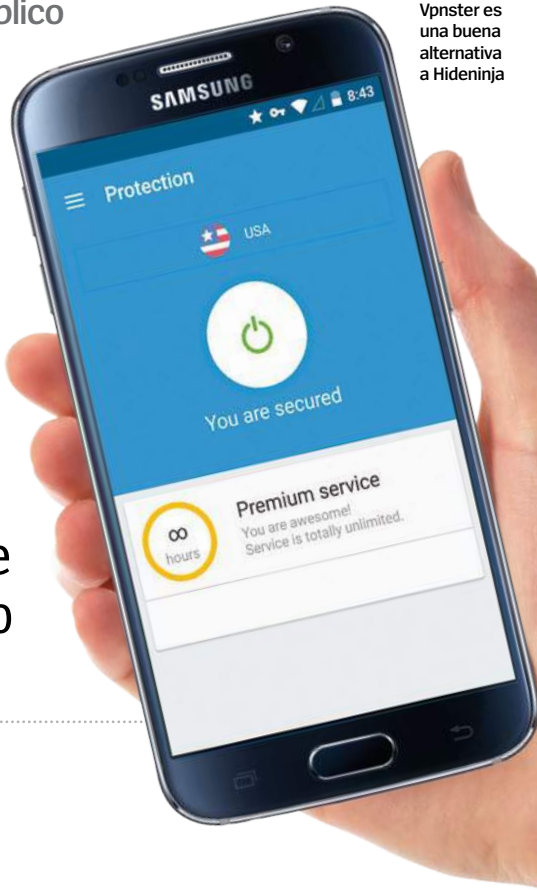 blico
Vpnster es
una buena
alternativa
a Hideninja
SAMSUNG
8:43
Protection
USA
You are secured
∞
hours
Premium service
You are awesome!
Service is totally unlimited.
e
o